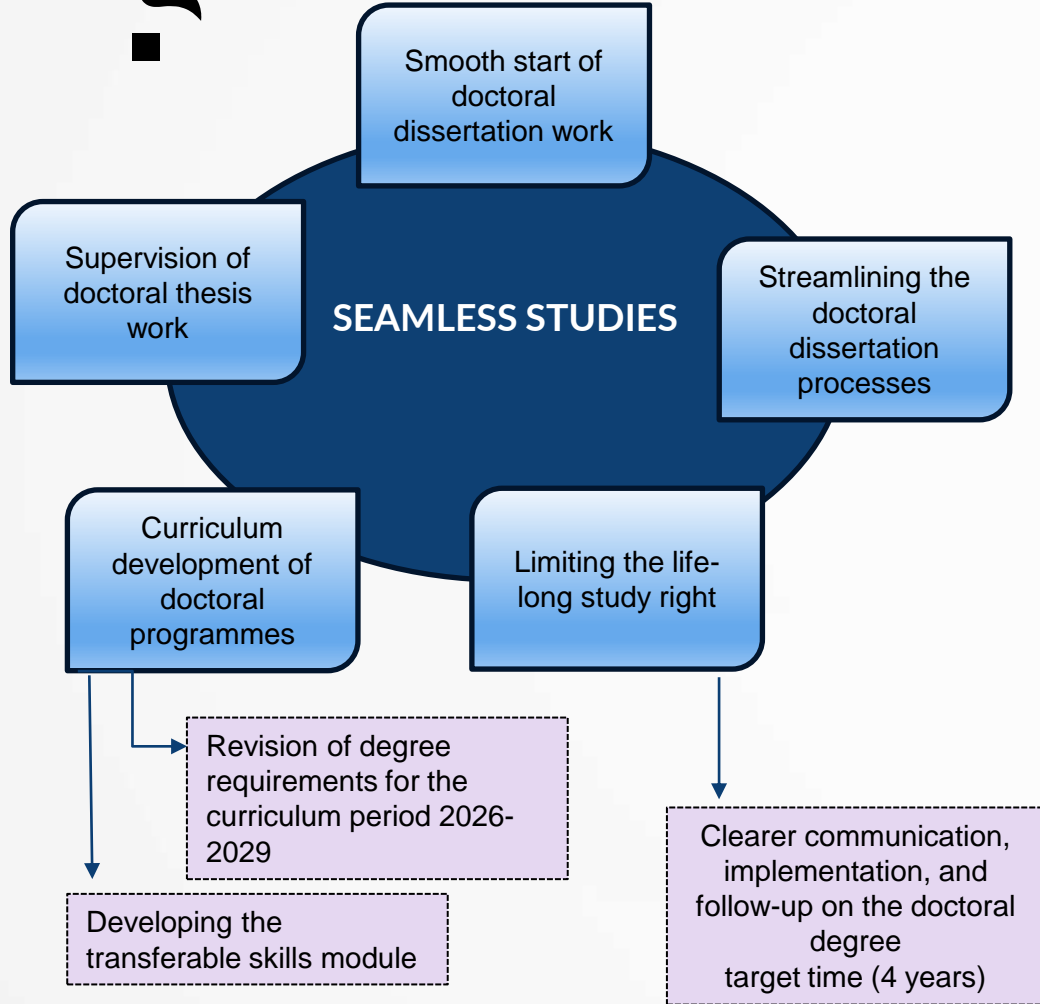 Smooth start of
doctoral
dissertation work
Supervision of
doctoral thesis
work
SEAMLESS STUDIES
Streamlining the
doctoral
dissertation
processes
Curriculum
development of
doctoral
programmes
Limiting the life-
long study right
Revision of degree
requirements for the
curriculum period 2026-
2029
Developing the
transferable skills module
Clearer communication,
implementation, and
follow-up on the doctoral
degree
target time (4 years)